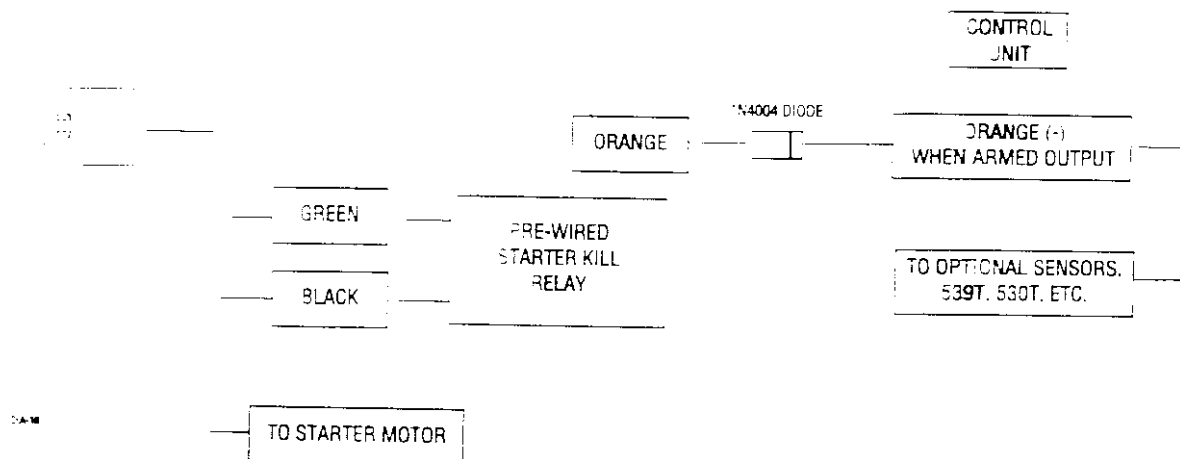 CONTROL
UNIT
1N4004 DIODE
ORANGE
ORANGE (-)
WHEN ARMED OUTPUT
GREEN
PRE-WIRED
STARTER KILL
RELAY
BLACK
TO OPTIONAL SENSORS,
539T, 530T, ETC.
TO STARTER MOTOR